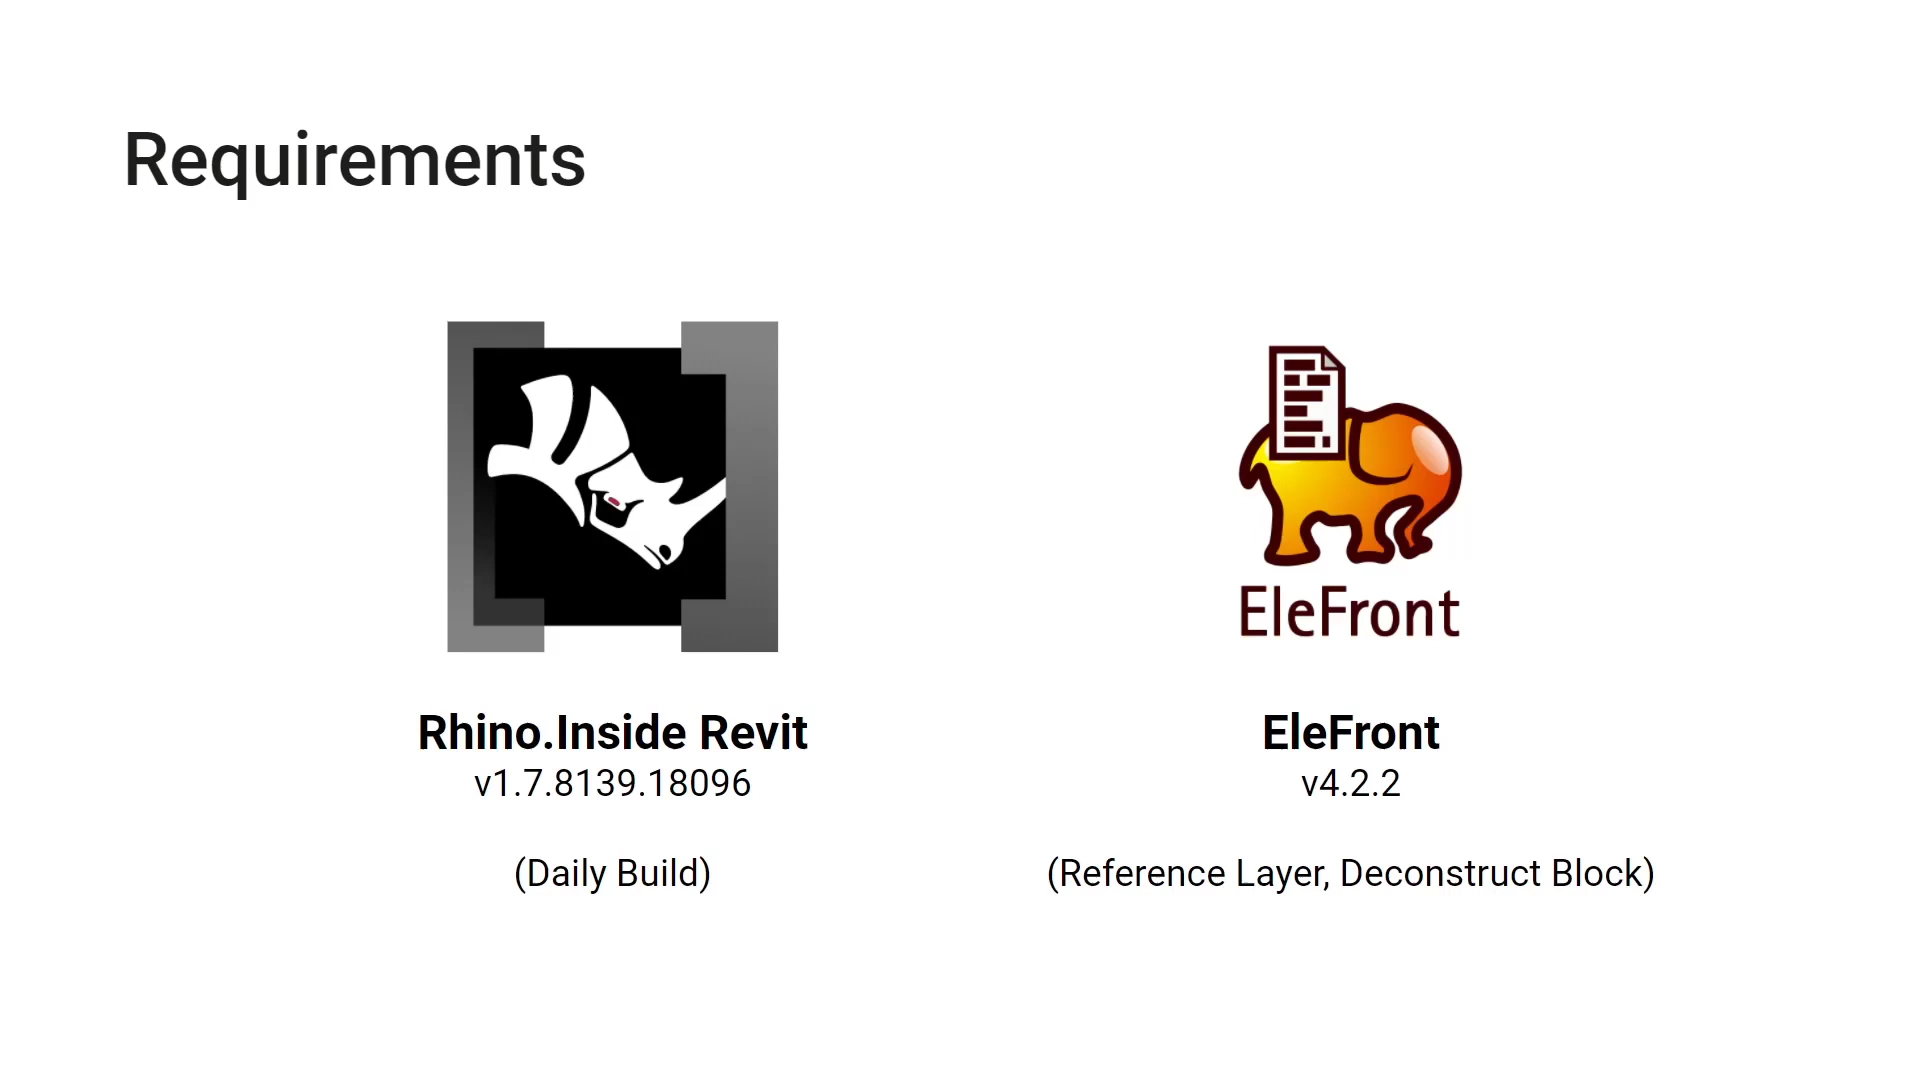 Requirements
EleFront
Rhino.Inside Revit
v1.7.8139.18096
(Daily Build)
EleFront
v4.2.2
(Reference Layer, Deconstruct Block)